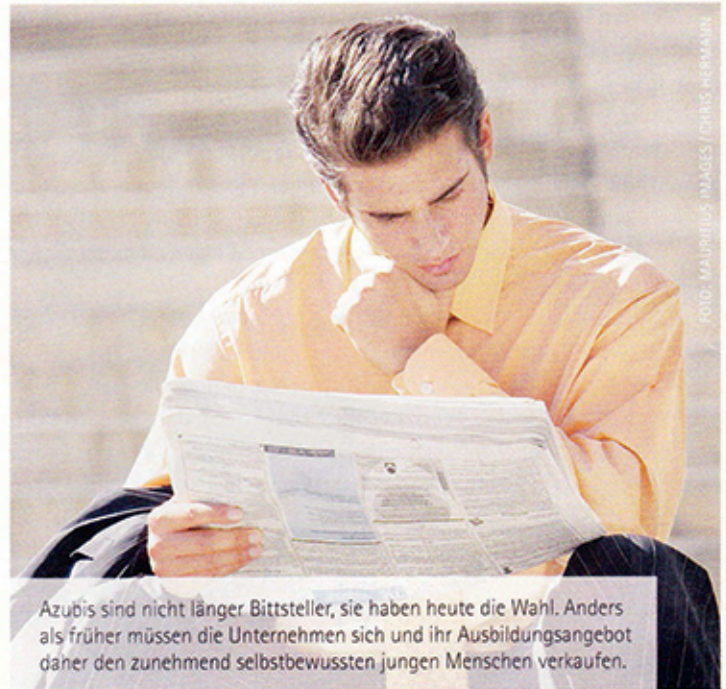 FOTO: MAURITIUS IMAGES / CHRIS HERMANN
Azubis sind nicht länger Bittsteller, sie haben heute die Wahl. Anders
als früher müssen die Unternehmen sich und ihr Ausbildungsangebot
daher den zunehmend selbstbewussten jungen Menschen verkaufen.